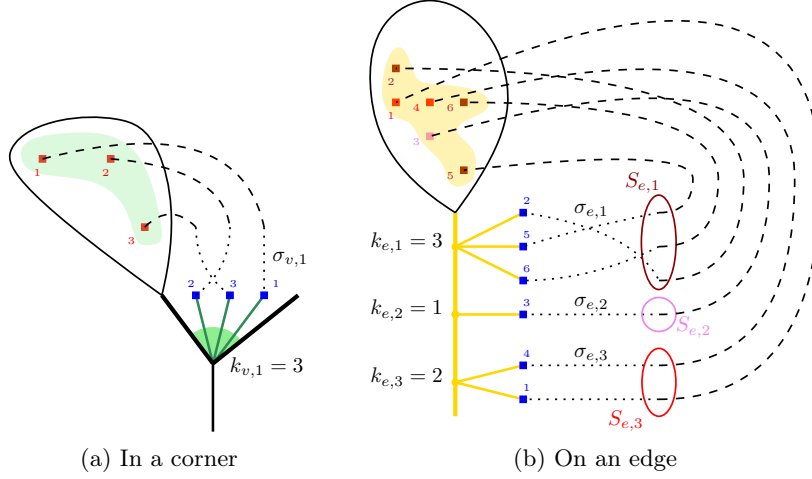 1
2
3
2
3
1
σ_{v,1}
k_{v,1} = 3
(a) In a corner
2
1
4
6
3
5
S_{e,1}
2
σ_{e,1}
k_{e,1} = 3
5
6
k_{e,2} = 1
3
σ_{e,2}
S_{e,2}
4
σ_{e,3}
k_{e,3} = 2
1
S_{e,3}
(b) On an edge